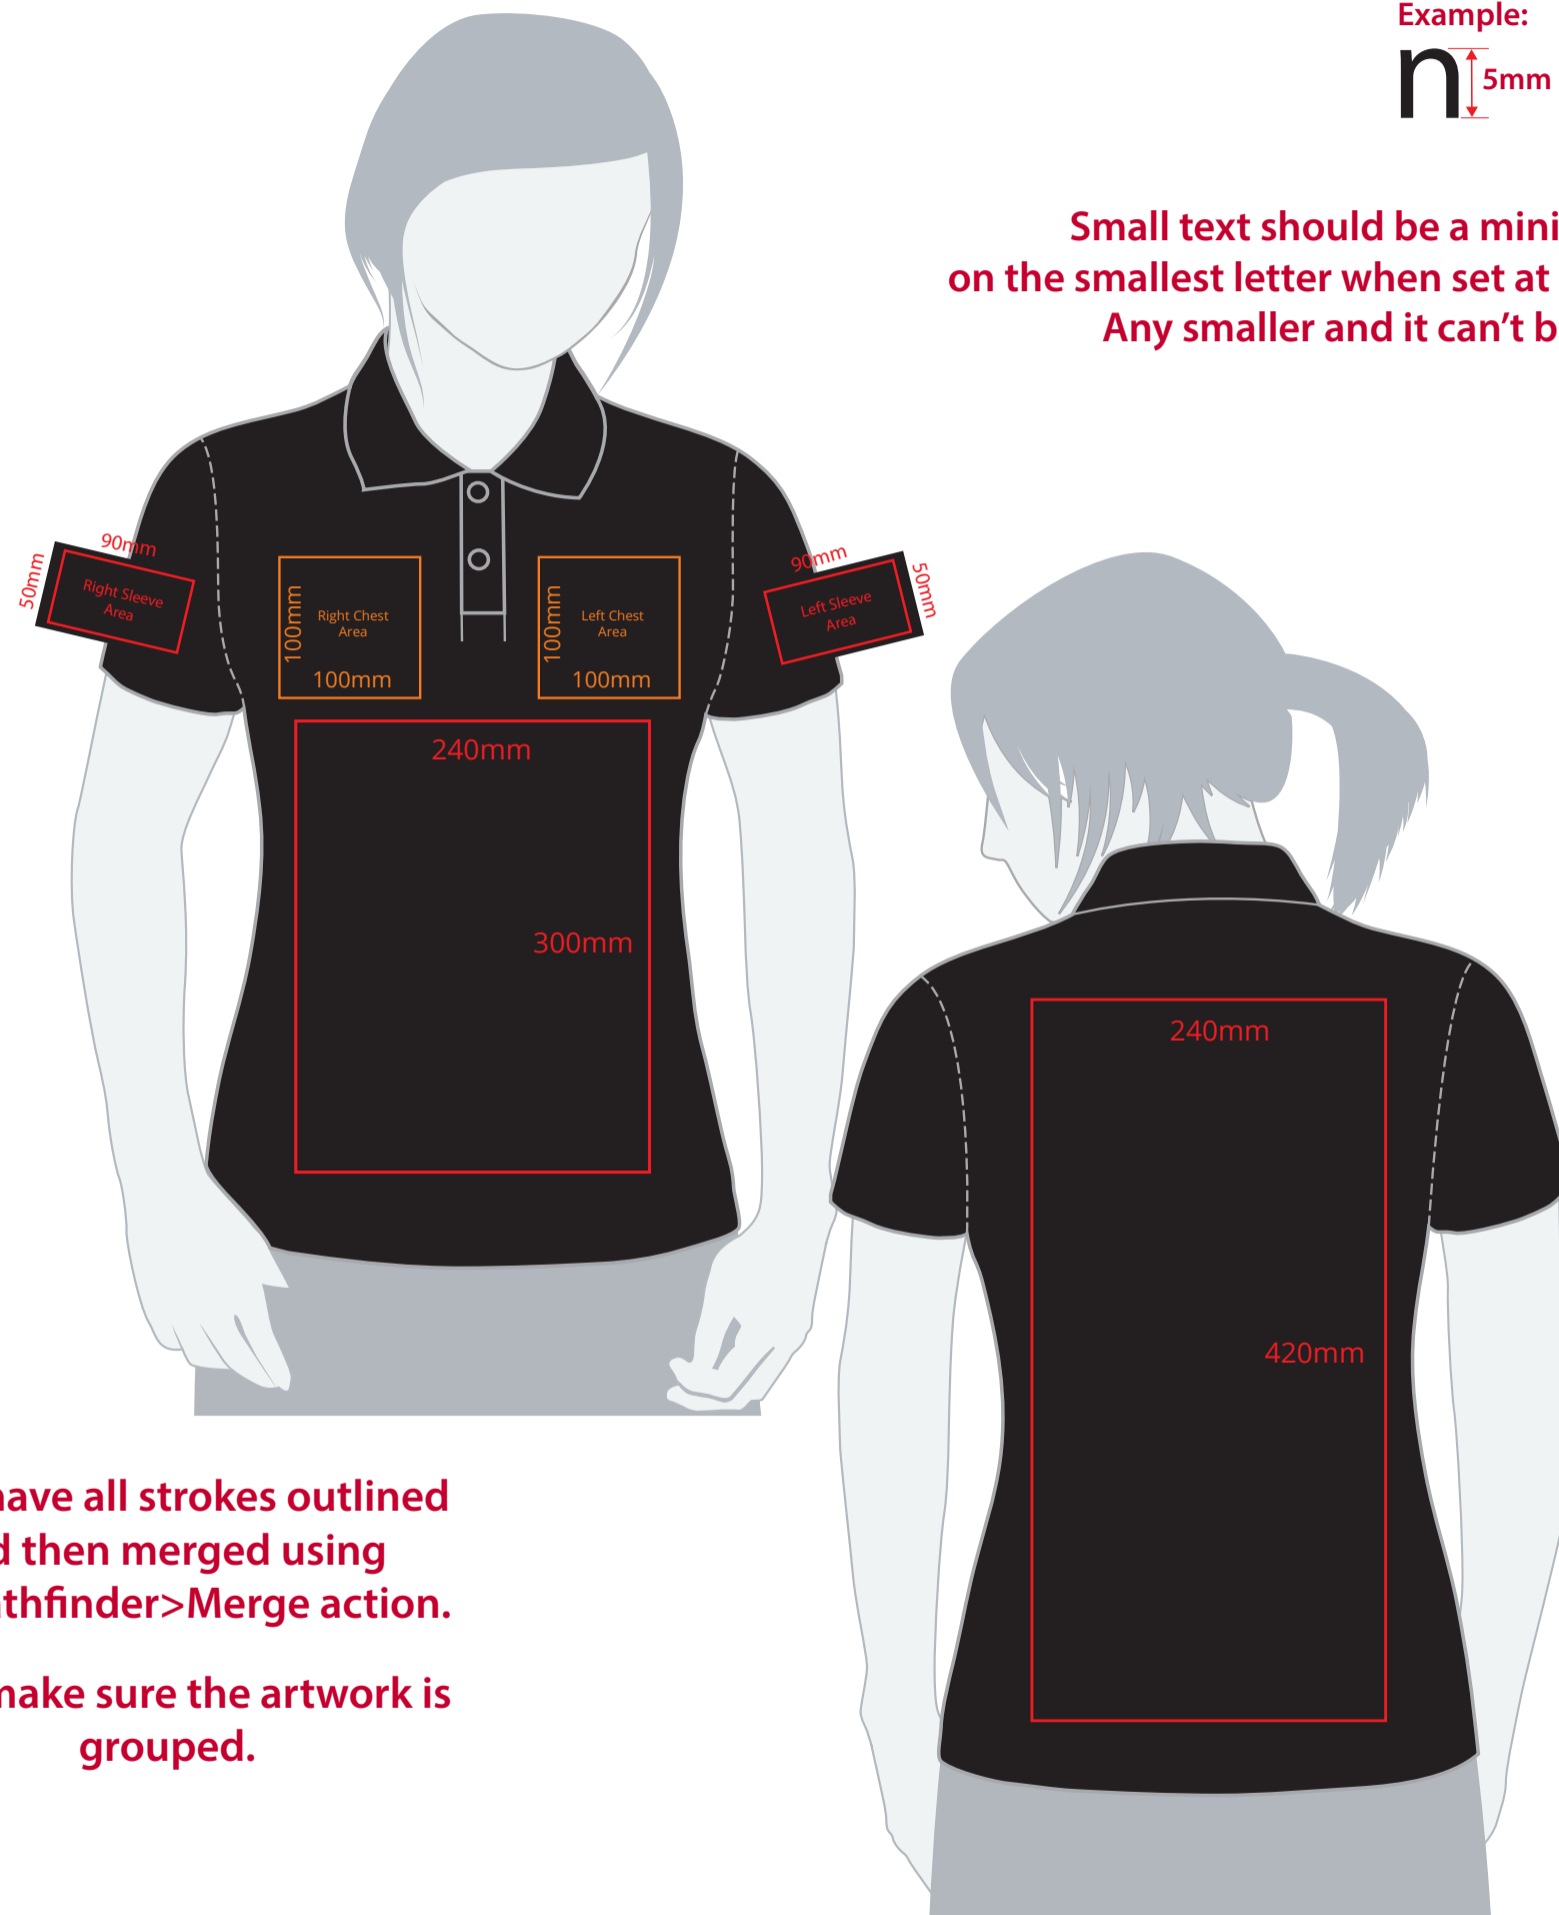 Example:
n
5mm
Small text should be a mini
on the smallest letter when set at
Any smaller and it can't b
90mm
50mm
Right Sleeve
Area
100mm
Right Chest
Area
100mm
100mm
Left Chest
Area
100mm
90mm
50mm
Left Sleeve
Area
240mm
300mm
240mm
420mm
have all strokes outlined
d then merged using
athfinder>Merge action.
make sure the artwork is
grouped.